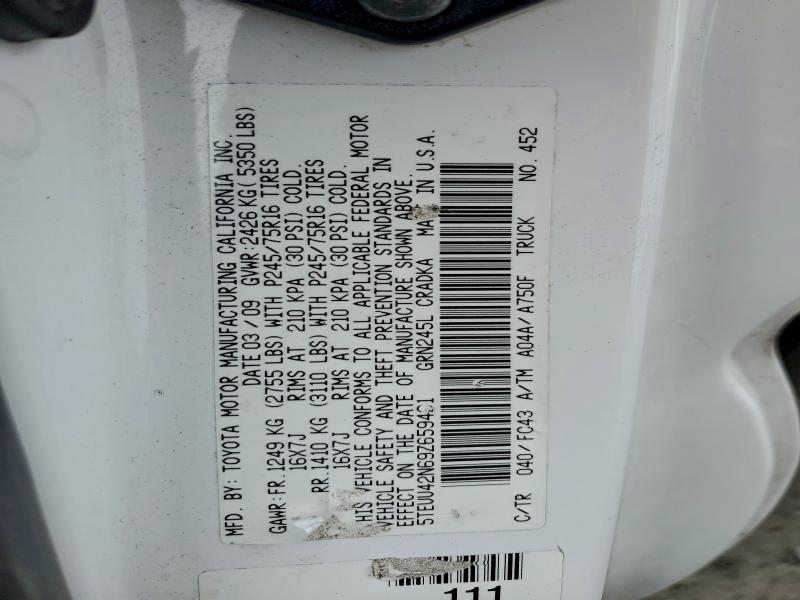 MFD. BY: TOYOTA MOTOR MANUFACTURING CALIFORNIA INC.
DATE 03/09 GVWR:2426 KG( 5350 LBS)
GAWR:FR.1249 KG (2755 LBS) WITH P245/75R16 TIRES
16X7J RIMS AT 210 KPA (30 PSI) COLD.
RR.1410 KG (3110 LBS) WITH P245/75R16 TIRES
16X7J RIMS AT 210 KPA (30 PSI) COLD.
HIS VEHICLE CONFORMS TO ALL APPLICABLE FEDERAL MOTOR
VEHICLE SAFETY AND THEFT PREVENTION STANDARDS IN
EFFECT ON THE DATE OF MANUFACTURE SHOWN ABOVE.
GRN245L CRADKA IN U.S.A.
C/TR 040/FC43 A/TM A04A/A750F TRUCK NO. 452
111